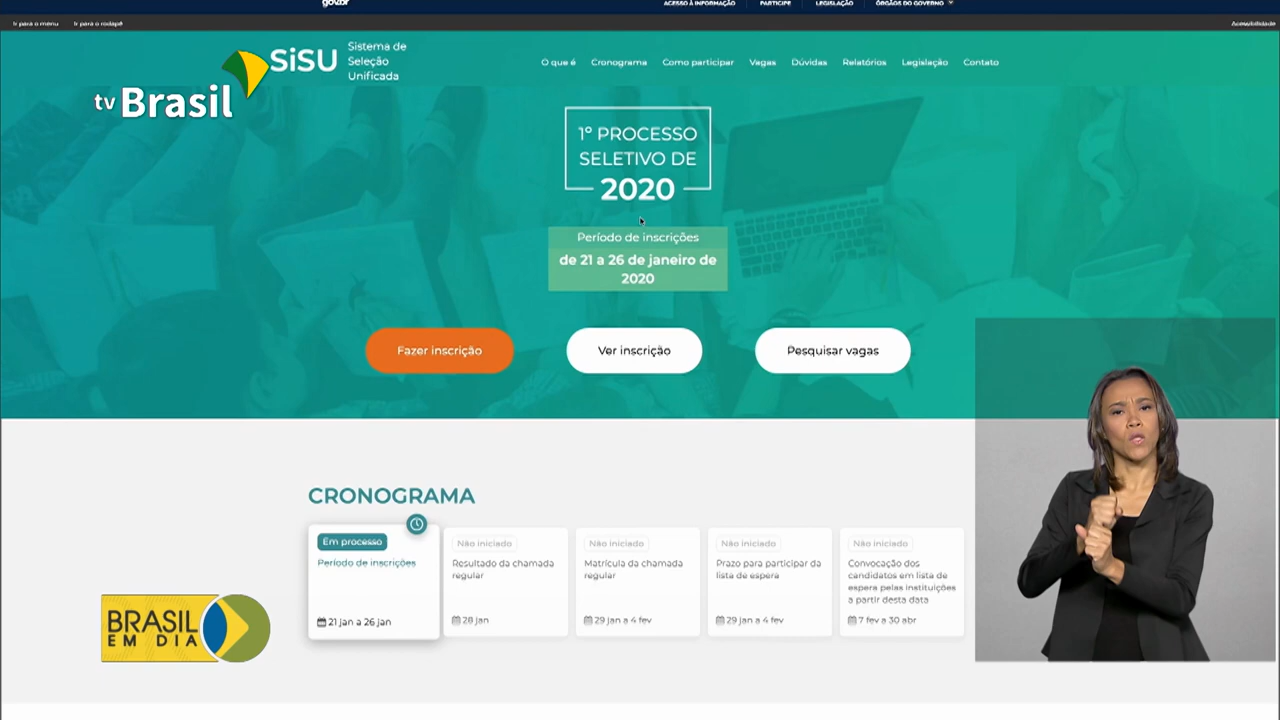 gov.br
ACESSO À INFORMAÇÃO
PARTICIPE
LEGISLAÇÃO
ÓRGÃOS DO GOVERNO
Ir para o menu
Ir para o rodapé
Acessibilidade
SiSU
Sistema de
Seleção
Unificada
O que é
Cronograma
Como participar
Vagas
Dúvidas
Relatórios
Legislação
Contato
tv Brasil
1º PROCESSO
SELETIVO DE
2020
Período de inscrições
de 21 a 26 de janeiro de
2020
Fazer inscrição
Ver inscrição
Pesquisar vagas
CRONOGRAMA
Em processo
Período de inscrições
21 jan a 26 jan
Não iniciado
Resultado da chamada
regular
28 jan
Não iniciado
Matrícula da chamada
regular
29 jan a 4 fev
Não iniciado
Prazo para participar da
lista de espera
29 jan a 4 fev
Não iniciado
Convocação dos
candidatos em lista de
espera pelas instituições
a partir desta data
7 fev a 30 abr
BRASIL
EM DIA